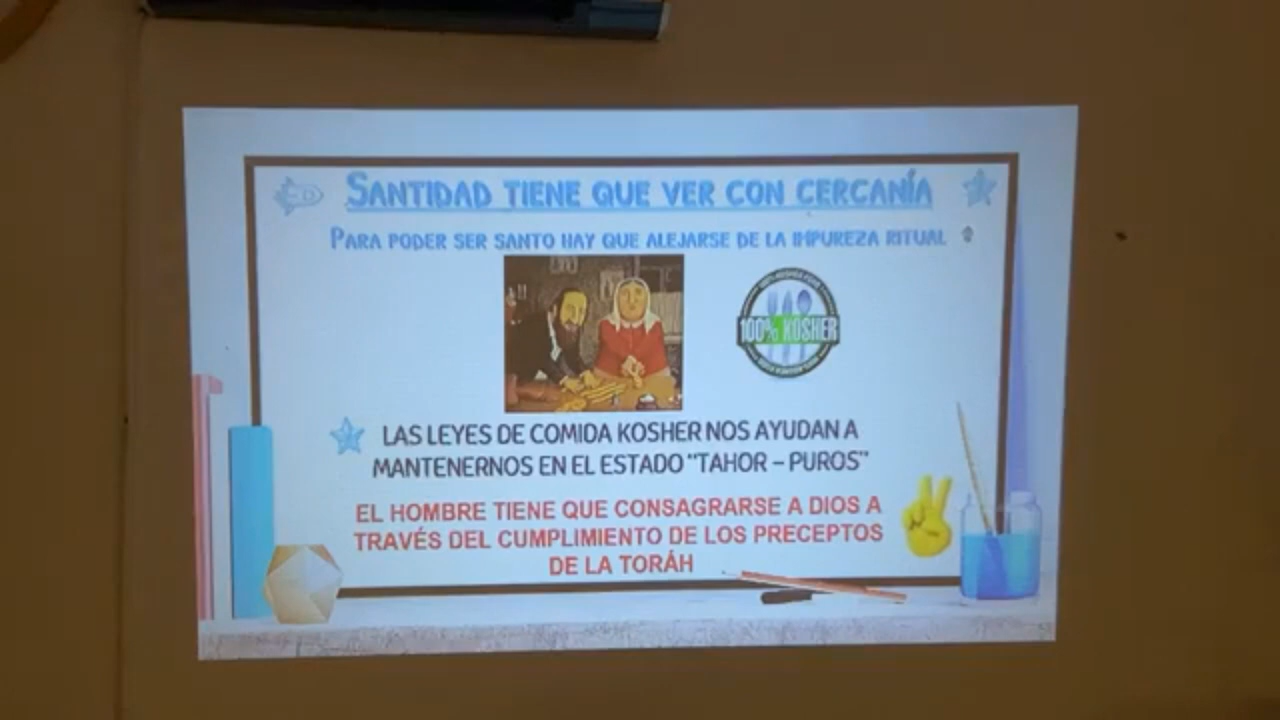 SANTIDAD TIENE QUE VER CON CERCANÍA
PARA PODER SER SANTO HAY QUE ALEJARSE DE LA IMPUREZA RITUAL
100% KOSHER
LAS LEYES DE COMIDA KOSHER NOS AYUDAN A
MANTENERNOS EN EL ESTADO "TAHOR – PUROS"
EL HOMBRE TIENE QUE CONSAGRARSE A DIOS A
TRAVÉS DEL CUMPLIMIENTO DE LOS PRECEPTOS
DE LA TORÁH